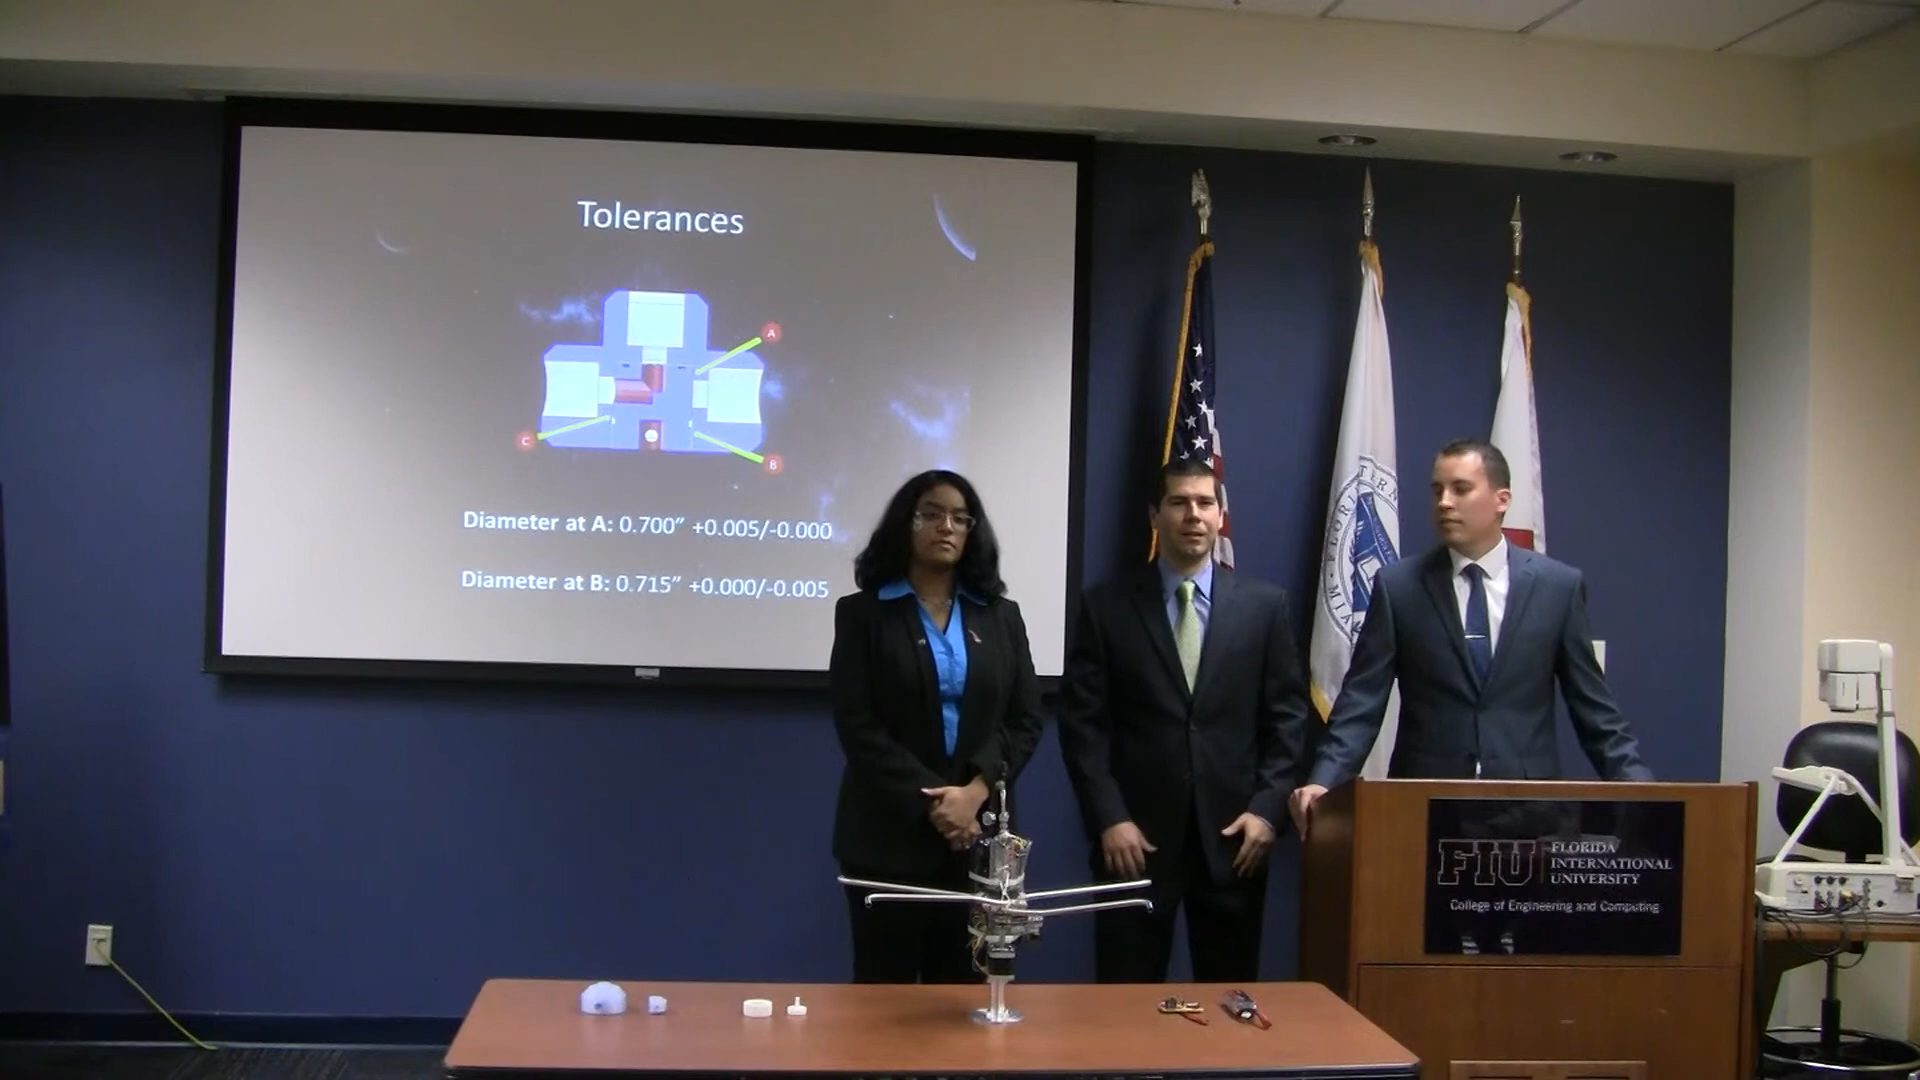 Tolerances
A
C
B
Diameter at A: 0.700″ +0.005/-0.000
Diameter at B: 0.715″ +0.000/-0.005
FIU
FLORIDA
INTERNATIONAL
UNIVERSITY
College of Engineering and Computing